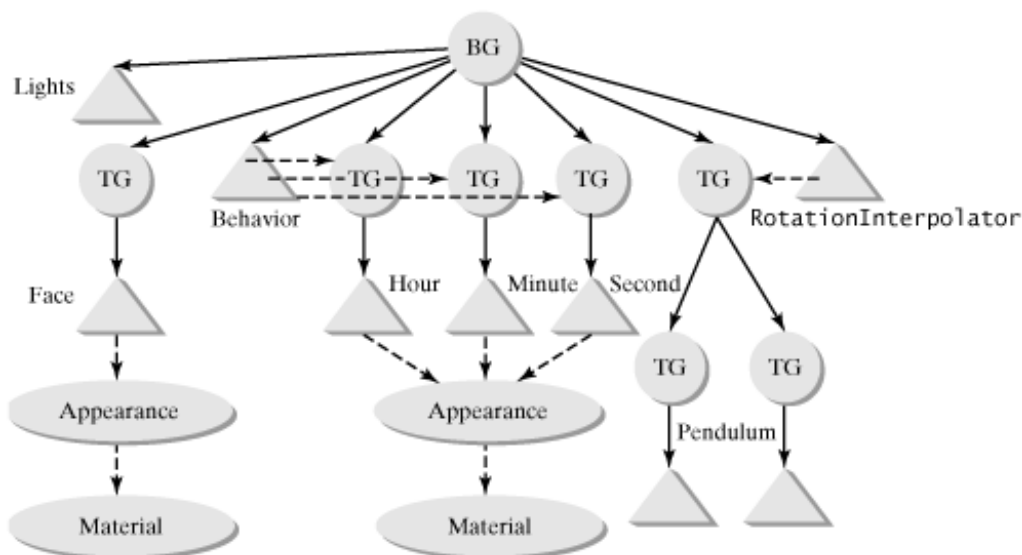 BG
Lights
TG
TG
TG
TG
TG
Behavior
RotationInterpolator
Face
Hour
Minute
Second
TG
TG
Appearance
Appearance
Pendulum
Material
Material